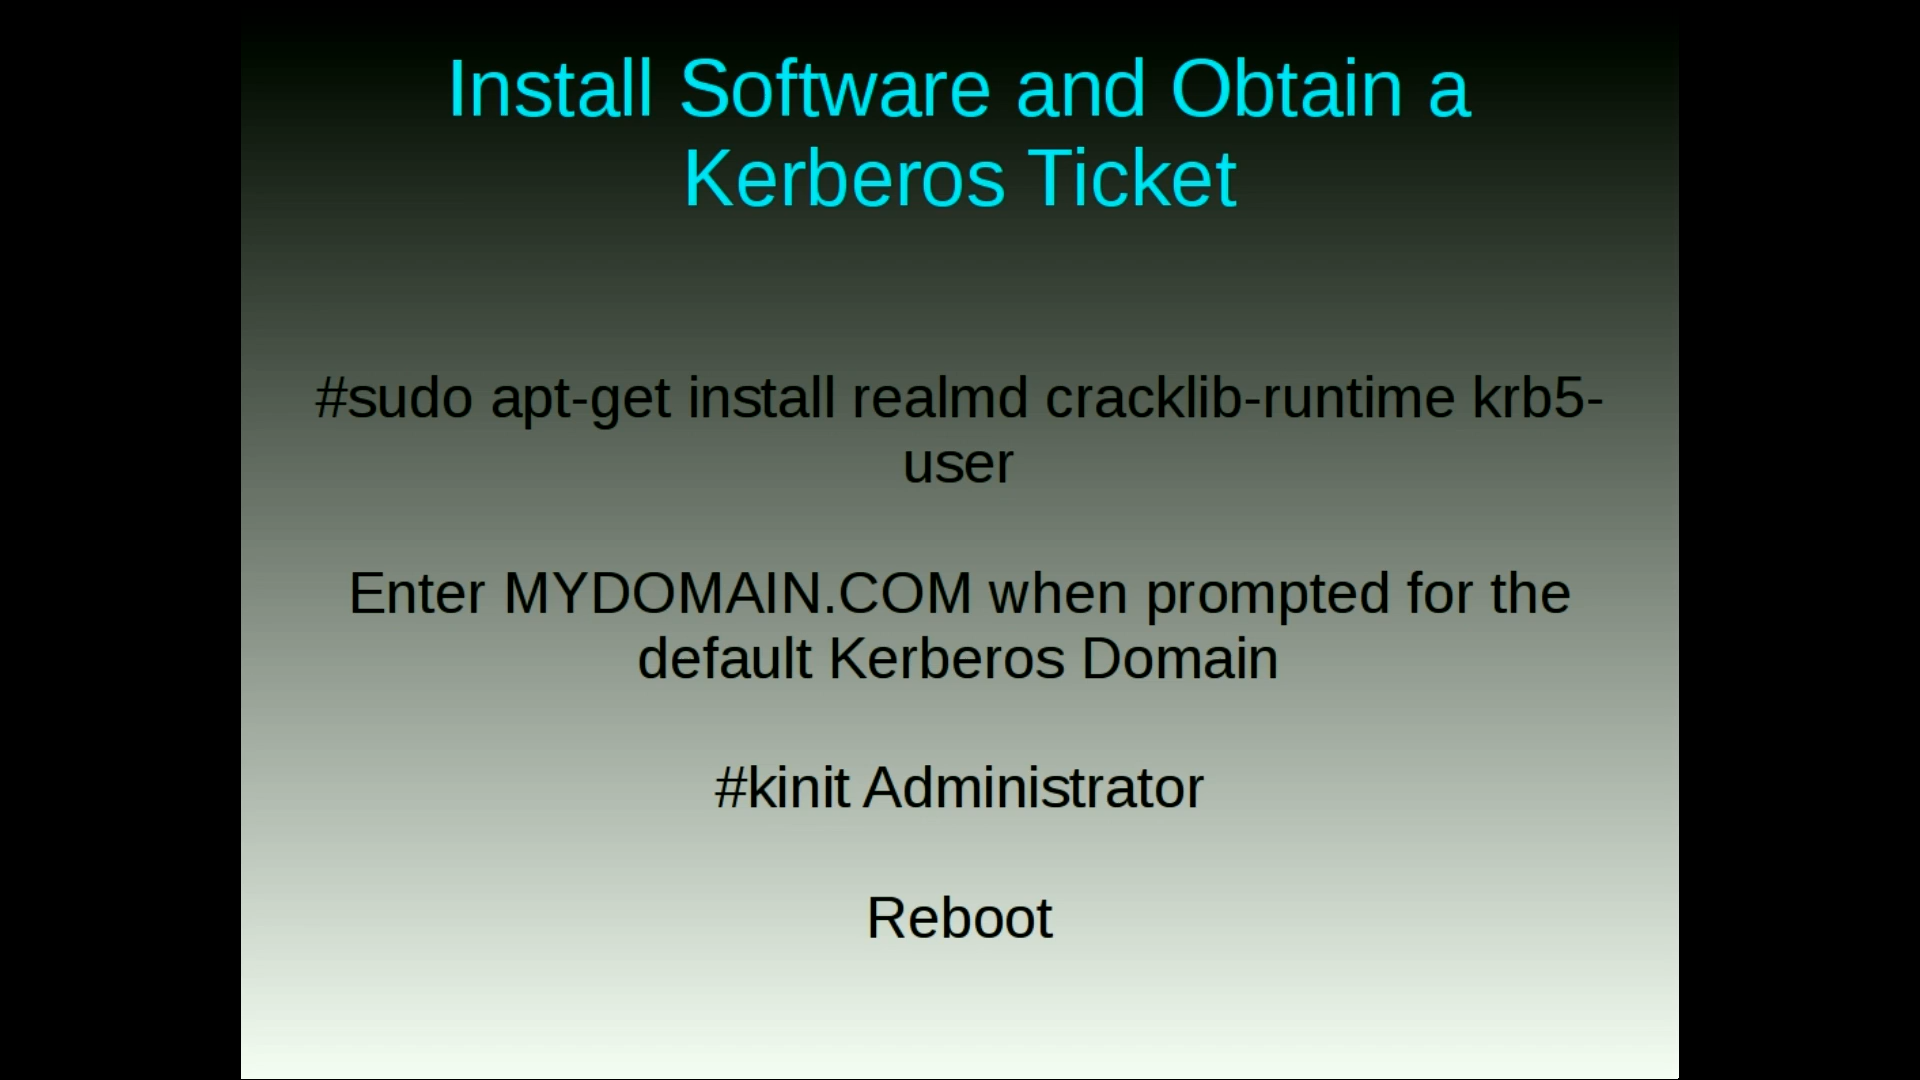 Install Software and Obtain a
Kerberos Ticket
#sudo apt-get install realmd cracklib-runtime krb5-
user
Enter MYDOMAIN.COM when prompted for the
default Kerberos Domain
#kinit Administrator
Reboot